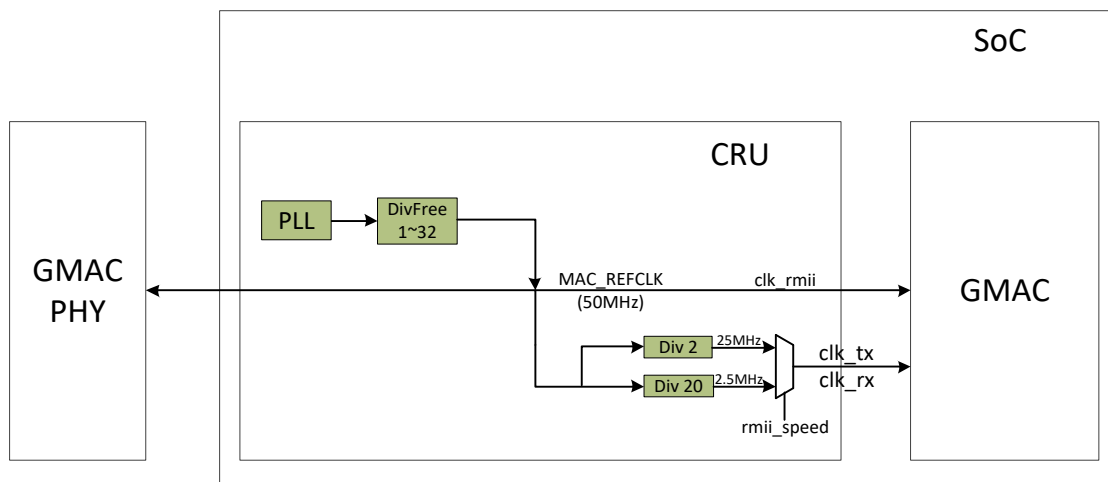 SoC
CRU
PLL
DivFree
1~32
GMAC
PHY
MAC_REFCLK
(50MHz)
clk_rmii
GMAC
Div 2
25MHz
clk_tx
Div 20
2.5MHz
clk_rx
rmii_speed